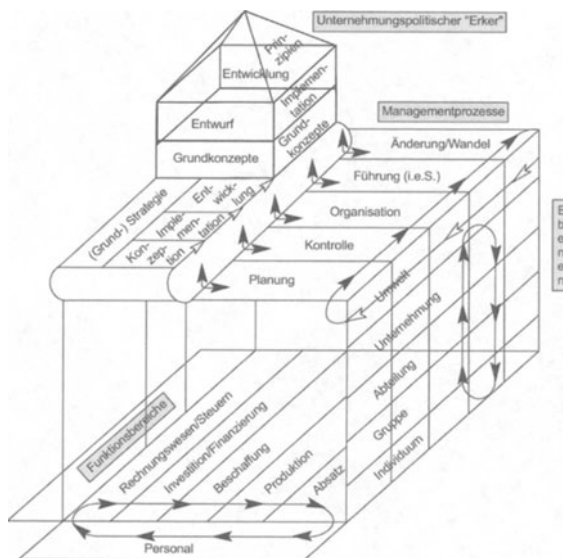 Unternehmungspolitischer "Erker"
Prin-
zipien
Entwicklung
Implemen-
tation
Entwurf
Grund-
konzepte
Grundkonzepte
Managementprozesse
Änderung/Wandel
Führung (i.e.S.)
Organisation
Kontrolle
Planung
(Grund-) Strategie
Ent-
wick-
lung
Imple-
men-
tation
Kon-
zep-
tion
Umwelt
Unternehmung
Abteilung
Gruppe
Individuum
E
b
e
n
e
n
Funktionsbereiche
Rechnungswesen/Steuern
Investition/Finanzierung
Beschaffung
Produktion
Absatz
Personal